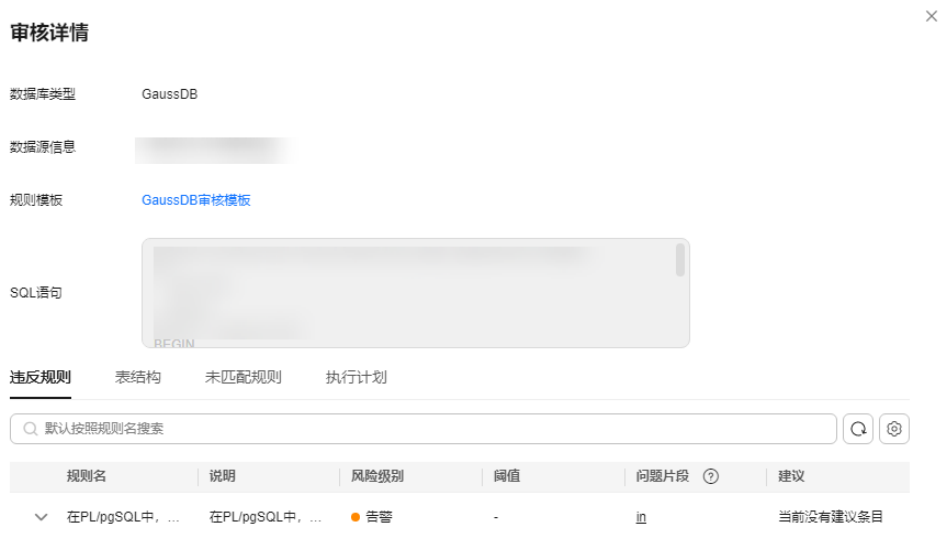 审核详情
数据库类型 GaussDB
数据源信息
规则模板 GaussDB审核模板
SQL语句
BEGIN
违反规则 表结构 未匹配规则 执行计划
默认按照规则名搜索
规则名 说明 风险级别 阈值 问题片段 ? 建议
在PL/pgSQL中, ... 在PL/pgSQL中, ... 告警 - in 当前没有建议条目